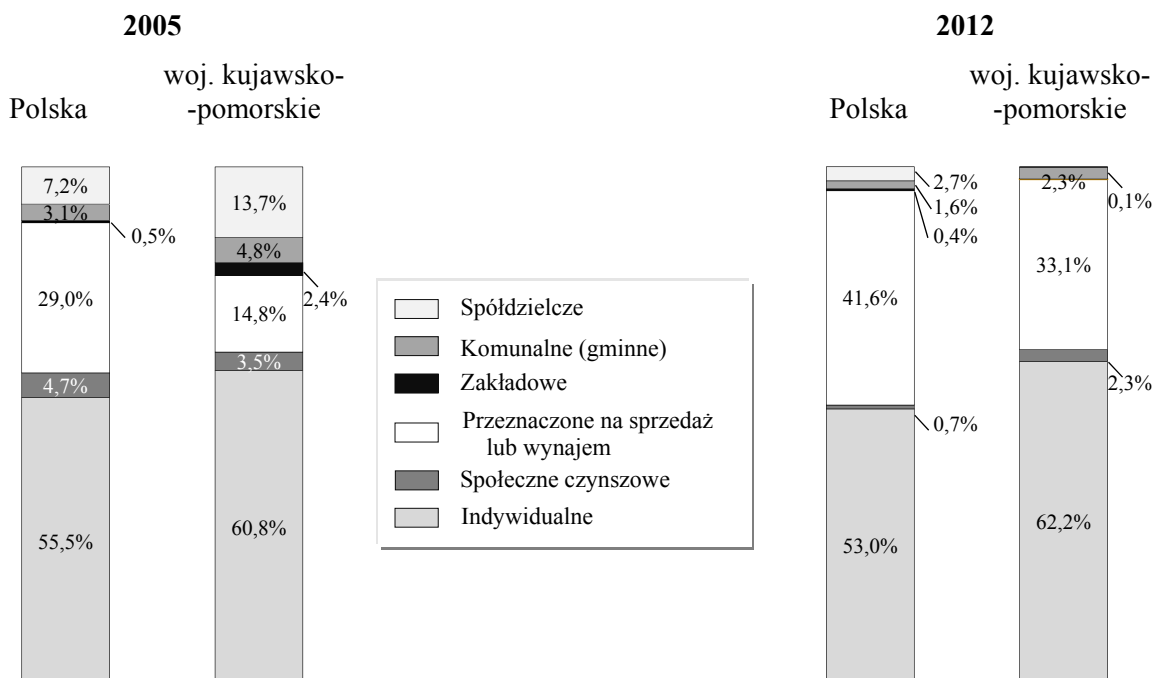 2005
2012
woj. kujawsko-
Polska
-pomorskie
woj. kujawsko-
Polska
-pomorskie
7,2%
3,1%
0,5%
29,0%
4,7%
55,5%
13,7%
4,8%
2,4%
14,8%
3,5%
60,8%
Spółdzielcze
Komunalne (gminne)
Zakładowe
Przeznaczone na sprzedaż
lub wynajem
Społeczne czynszowe
Indywidualne
2,7%
1,6%
0,4%
41,6%
0,7%
53,0%
2,3%
0,1%
33,1%
2,3%
62,2%